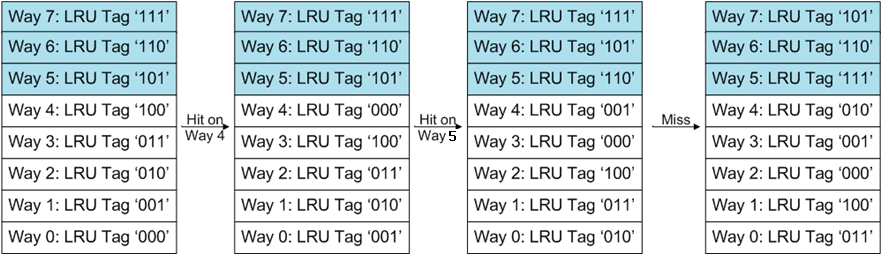 Way 7: LRU Tag ‘111’
Way 6: LRU Tag ‘110’
Way 5: LRU Tag ‘101’
Way 4: LRU Tag ‘100’
Way 3: LRU Tag ‘011’
Way 2: LRU Tag ‘010’
Way 1: LRU Tag ‘001’
Way 0: LRU Tag ‘000’
Hit on
Way 4
Way 7: LRU Tag ‘111’
Way 6: LRU Tag ‘110’
Way 5: LRU Tag ‘101’
Way 4: LRU Tag ‘000’
Way 3: LRU Tag ‘100’
Way 2: LRU Tag ‘011’
Way 1: LRU Tag ‘010’
Way 0: LRU Tag ‘001’
Hit on
Way 5
Way 7: LRU Tag ‘111’
Way 6: LRU Tag ‘101’
Way 5: LRU Tag ‘110’
Way 4: LRU Tag ‘001’
Way 3: LRU Tag ‘000’
Way 2: LRU Tag ‘100’
Way 1: LRU Tag ‘011’
Way 0: LRU Tag ‘010’
Miss
Way 7: LRU Tag ‘101’
Way 6: LRU Tag ‘110’
Way 5: LRU Tag ‘111’
Way 4: LRU Tag ‘010’
Way 3: LRU Tag ‘001’
Way 2: LRU Tag ‘000’
Way 1: LRU Tag ‘100’
Way 0: LRU Tag ‘011’